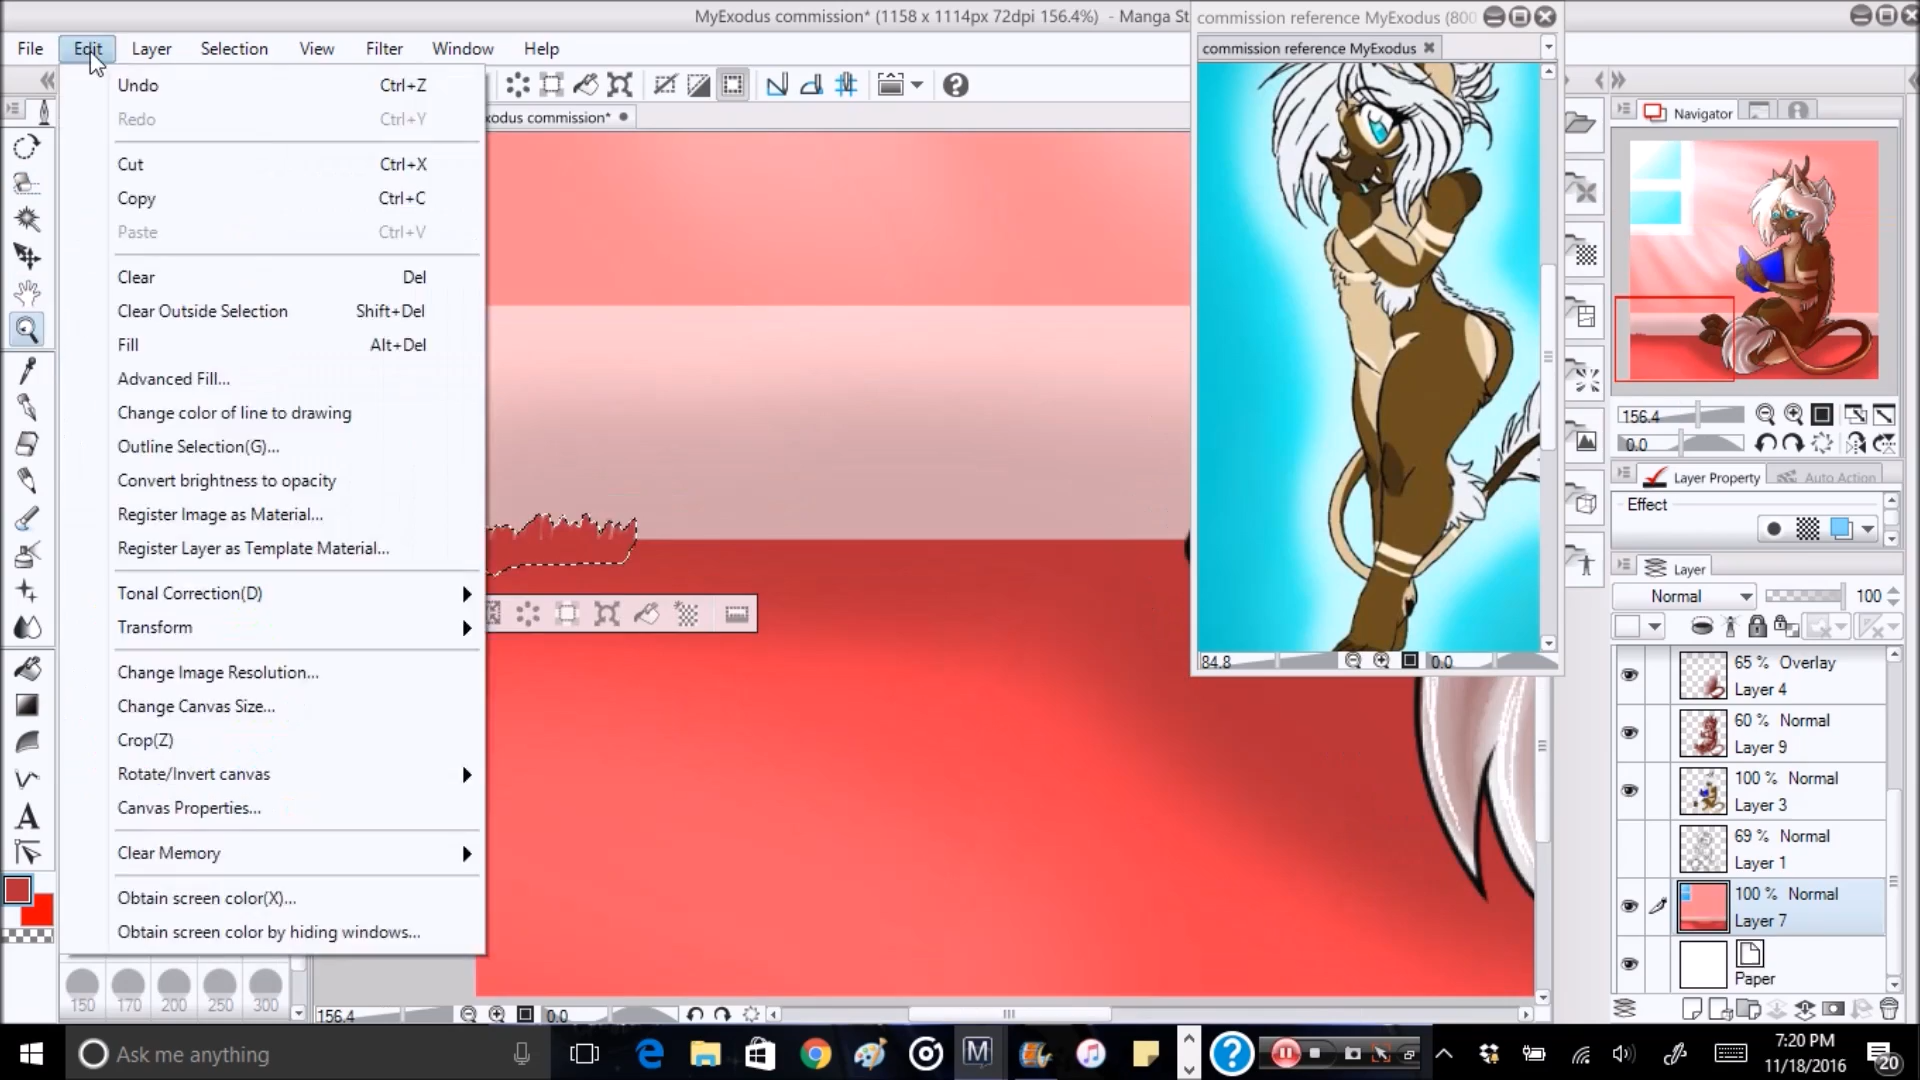 MyExodus commission* (1158 x 1114px 72dpi 156.4%) - Manga St
commission reference MyExodus (800
File Edit Layer Selection View Filter Window Help
commission reference MyExodus
Undo Ctrl+Z
Redo Ctrl+Y
Cut Ctrl+X
Copy Ctrl+C
Paste Ctrl+V
Clear Del
Clear Outside Selection Shift+Del
Fill Alt+Del
Advanced Fill...
Change color of line to drawing
Outline Selection(G)...
Convert brightness to opacity
Register Image as Material...
Register Layer as Template Material...
Tonal Correction(D)
Transform
Change Image Resolution...
Change Canvas Size...
Crop(Z)
Rotate/Invert canvas
Canvas Properties...
Clear Memory
Obtain screen color(X)...
Obtain screen color by hiding windows...
150 170 200 250 300
xodus commission*
84.8 0.0
156.4 0.0
Navigator
156.4
0.0
Layer Property Auto Action
Effect
Layer
Normal 100
65 % Overlay
Layer 4
60 % Normal
Layer 9
100 % Normal
Layer 3
69 % Normal
Layer 1
100 % Normal
Layer 7
Paper
Ask me anything
7:20 PM
11/18/2016
20